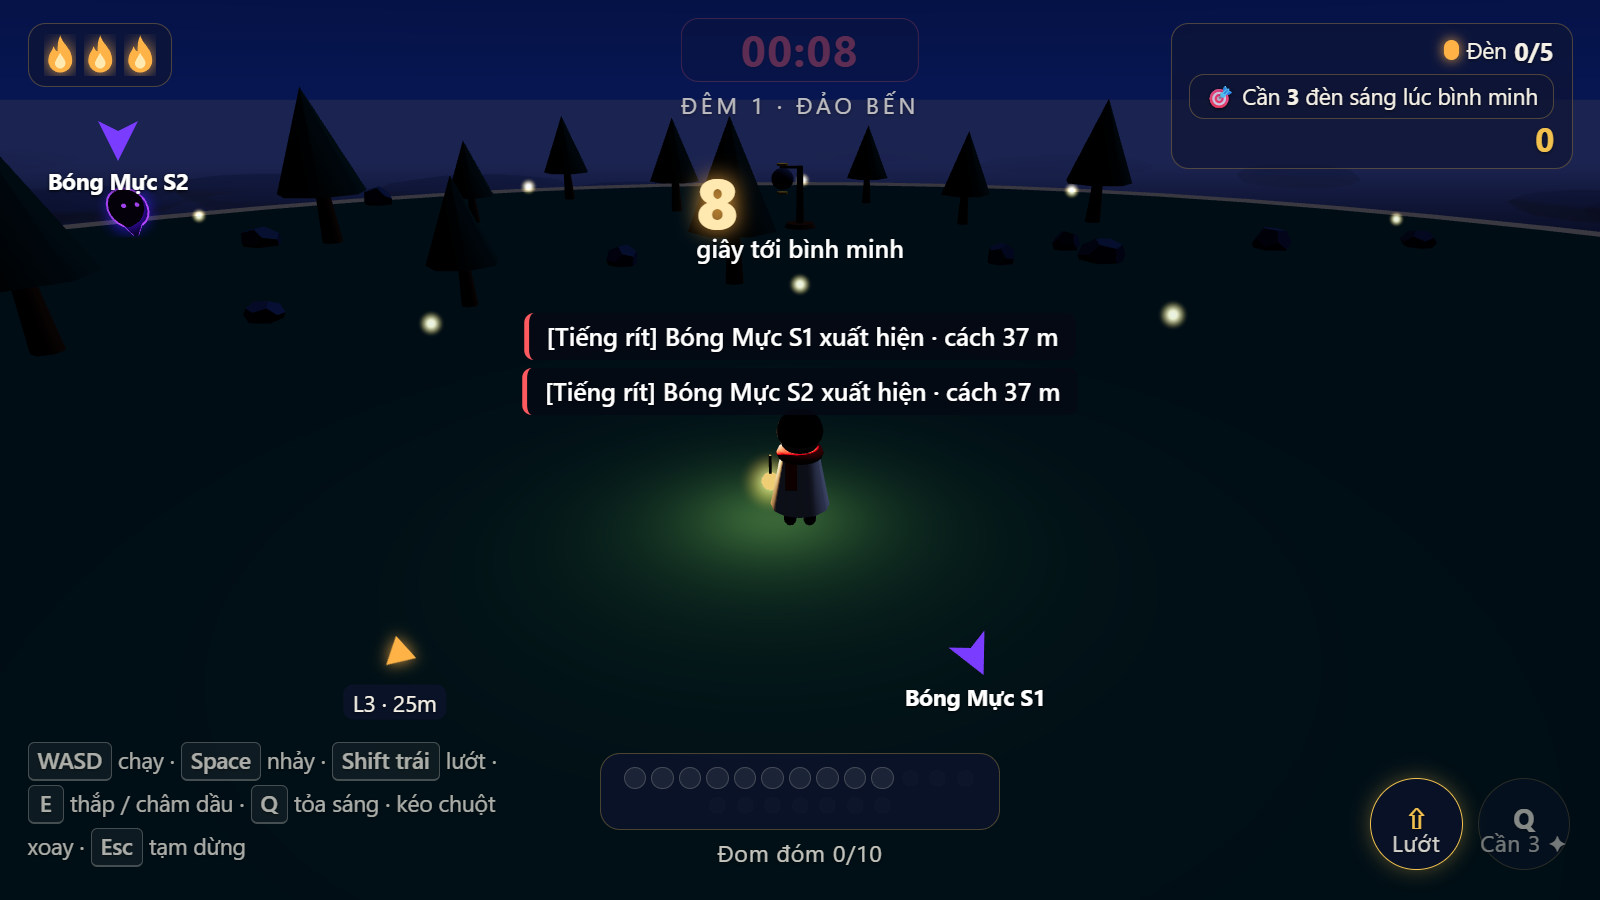 00:08
ĐÊM 1 · ĐẢO BẾN
Đèn 0/5
Cần 3 đèn sáng lúc bình minh
0
Bóng Mực S2
8
giây tới bình minh
[Tiếng rít] Bóng Mực S1 xuất hiện · cách 37 m
[Tiếng rít] Bóng Mực S2 xuất hiện · cách 37 m
L3 · 25m
Bóng Mực S1
WASD chạy · Space nhảy · Shift trái lướt ·
E thắp / châm dầu · Q tỏa sáng · kéo chuột
xoay · Esc tạm dừng
Đom đóm 0/10
⇧
Lướt
Q
Cần 3 ✦